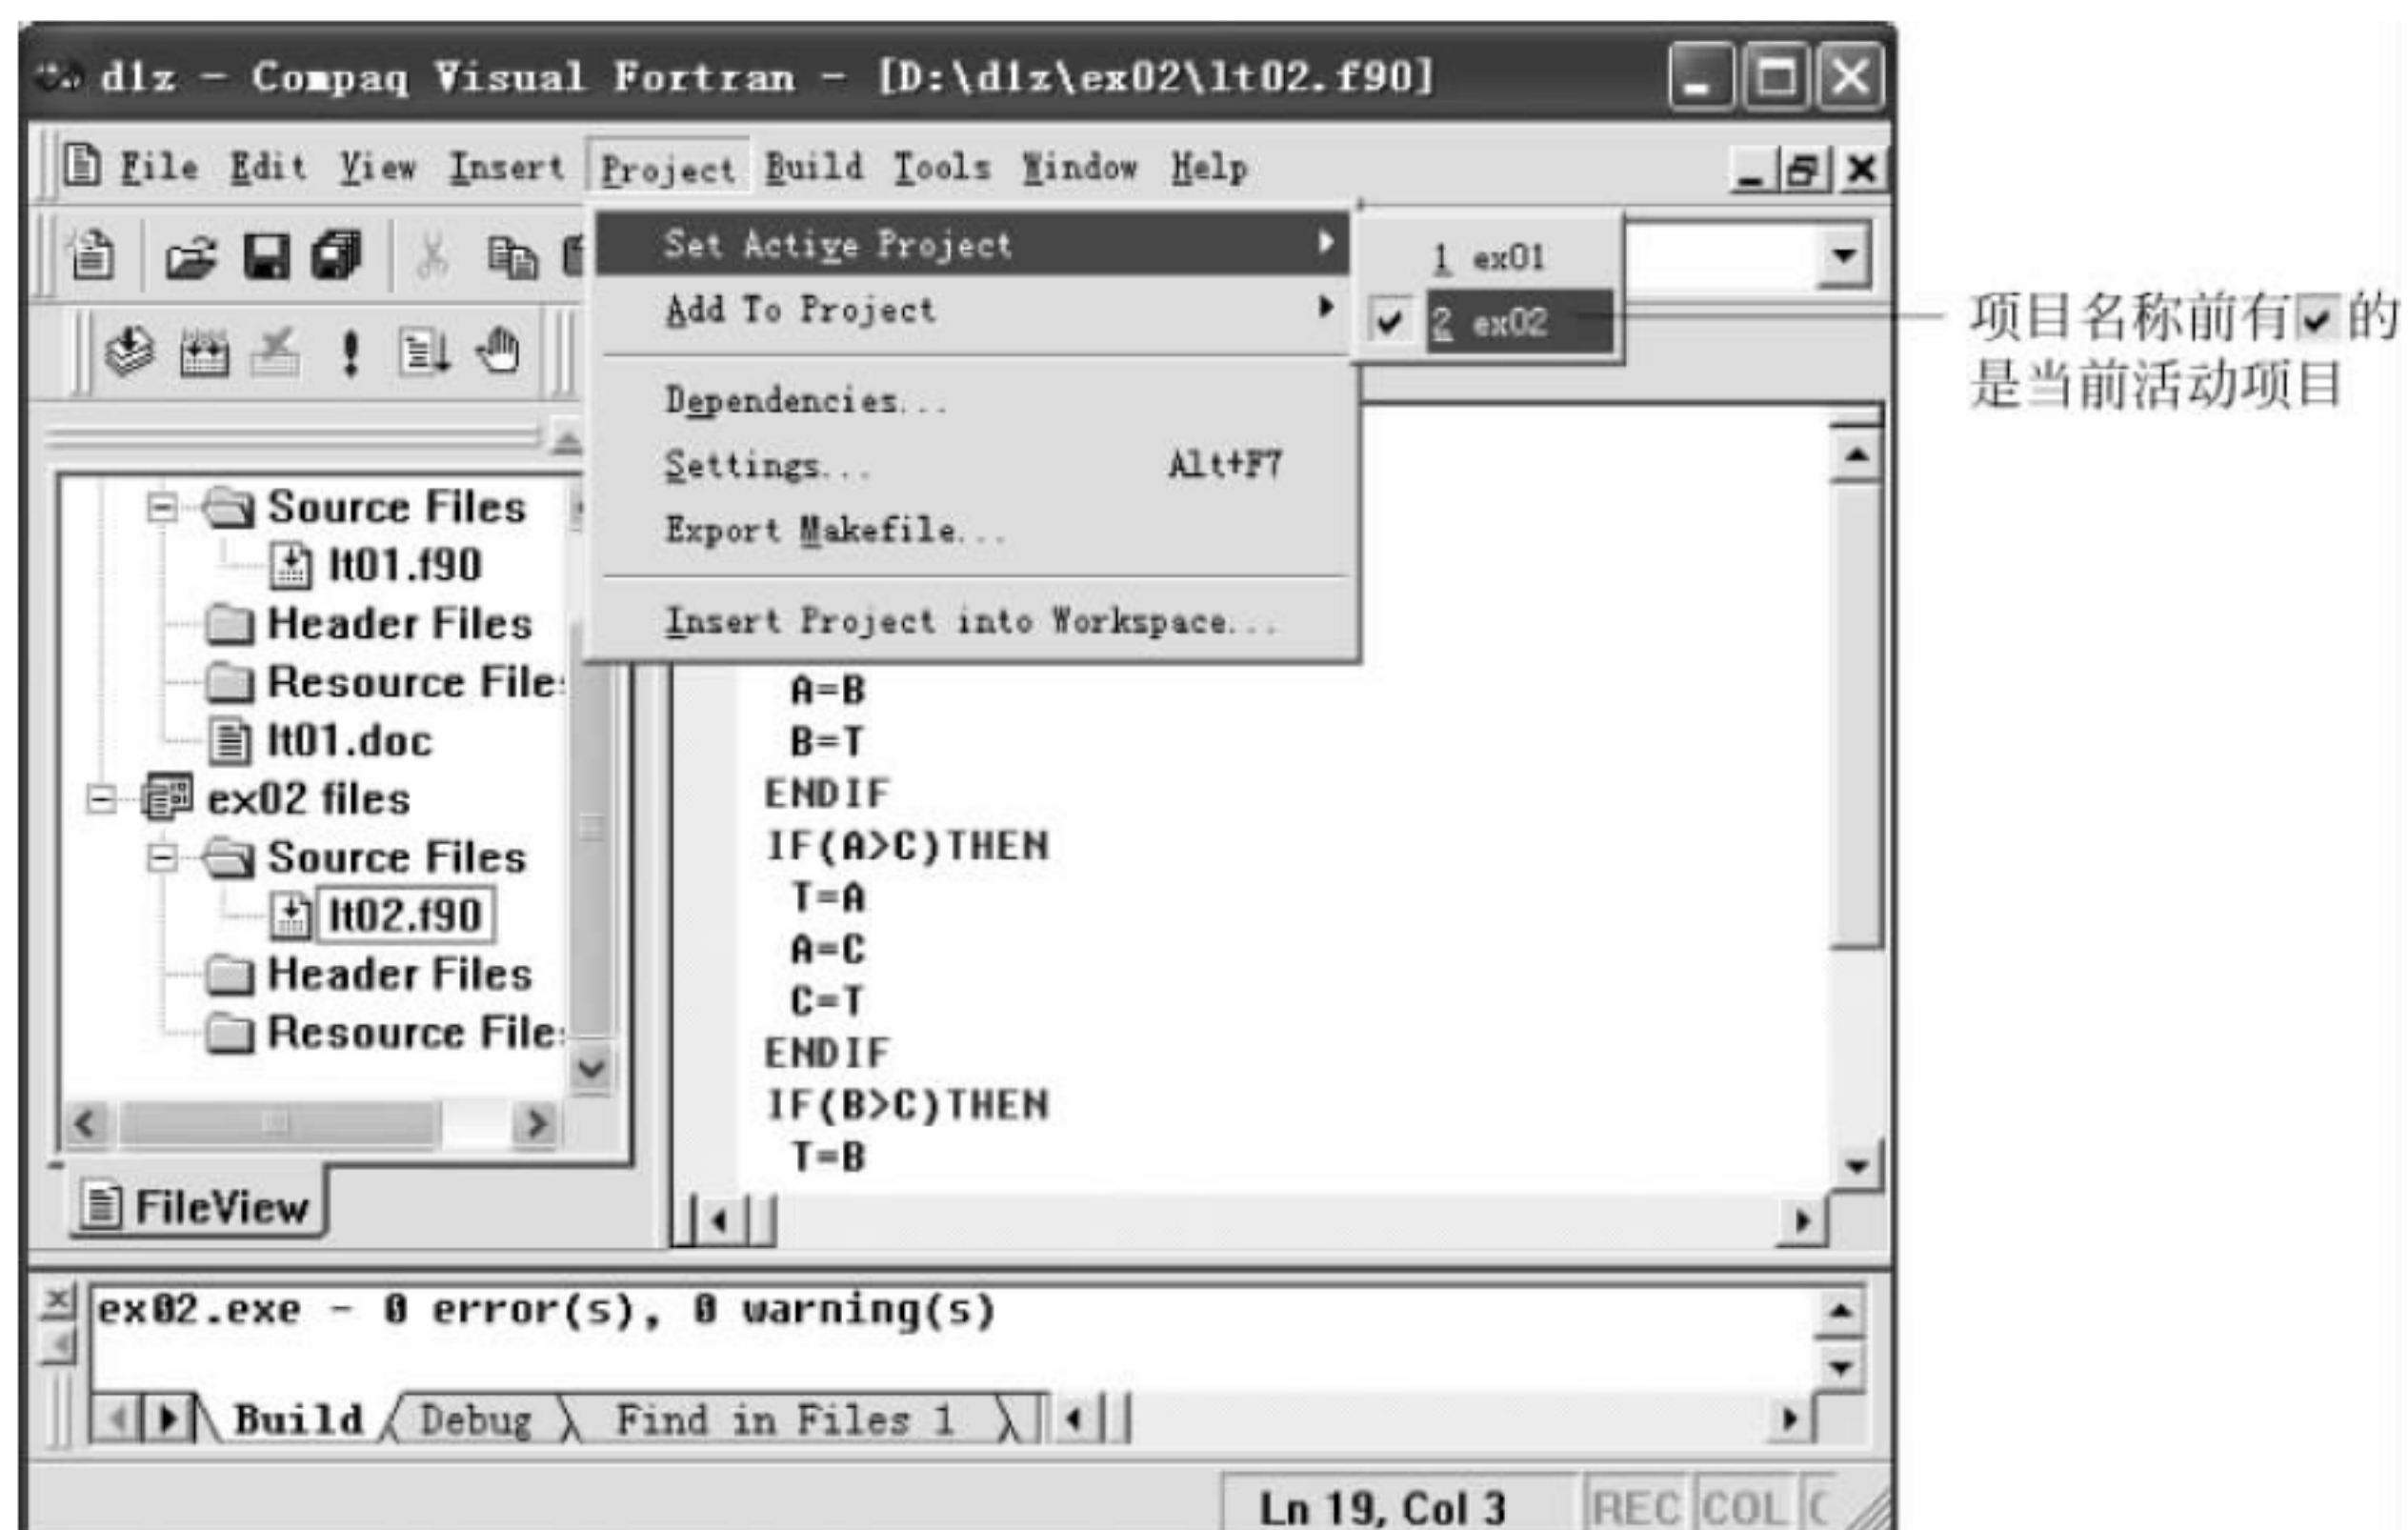 dlz - Compaq Visual Fortran - [D:\dlz\ex02\lt02.f90]
File Edit View Insert Project Build Tools Window Help
Set Active Project
1 ex01
2 ex02
Add To Project
Dependencies...
Settings... Alt+F7
Export Makefile...
Insert Project into Workspace...
项目名称前有✔的
是当前活动项目
Source Files
lt01.f90
Header Files
Resource File
lt01.doc
ex02 files
Source Files
lt02.f90
Header Files
Resource File
FileView
A=B
B=T
ENDIF
IF(A>C)THEN
T=A
A=C
C=T
ENDIF
IF(B>C)THEN
T=B
ex02.exe - 0 error(s), 0 warning(s)
Build Debug Find in Files 1
Ln 19, Col 3 REC COL